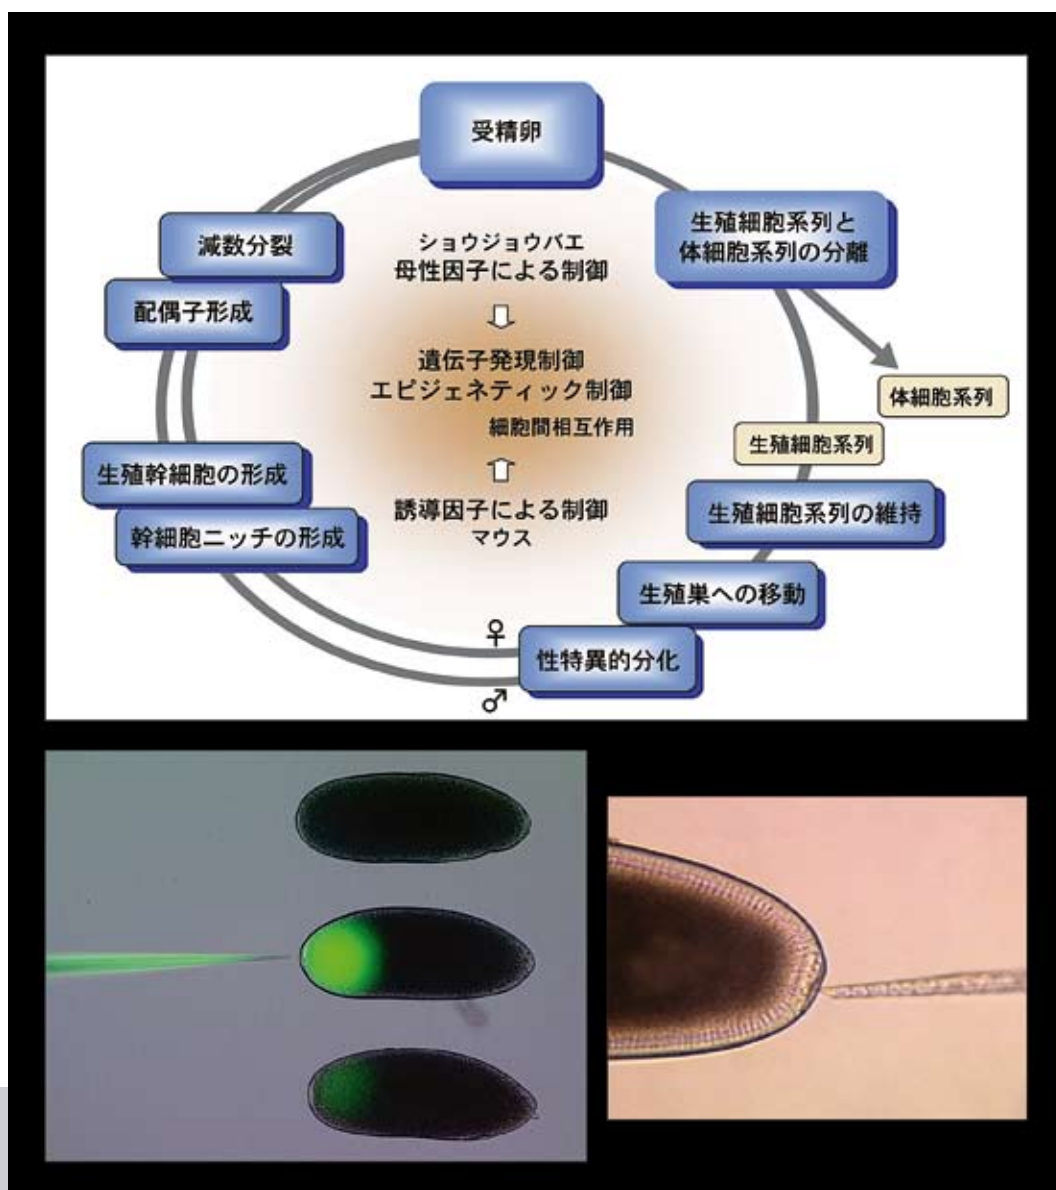 受精卵
生殖細胞系列と
体細胞系列の分離
体細胞系列
生殖細胞系列
生殖細胞系列の維持
生殖巣への移動
性特異的分化
♀
♂
幹細胞ニッチの形成
生殖幹細胞の形成
配偶子形成
減数分裂
ショウジョウバエ
母性因子による制御
遺伝子発現制御
エピジェネティック制御
細胞間相互作用
誘導因子による制御
マウス